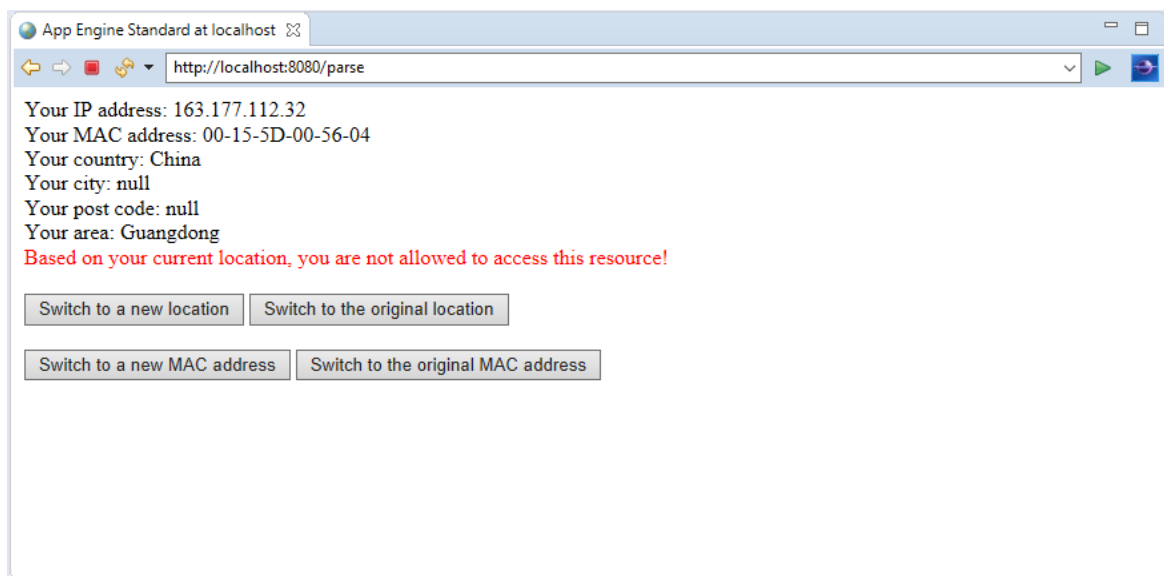 App Engine Standard at localhost
http://localhost:8080/parse
Your IP address: 163.177.112.32
Your MAC address: 00-15-5D-00-56-04
Your country: China
Your city: null
Your post code: null
Your area: Guangdong
Based on your current location, you are not allowed to access this resource!
Switch to a new location Switch to the original location
Switch to a new MAC address Switch to the original MAC address